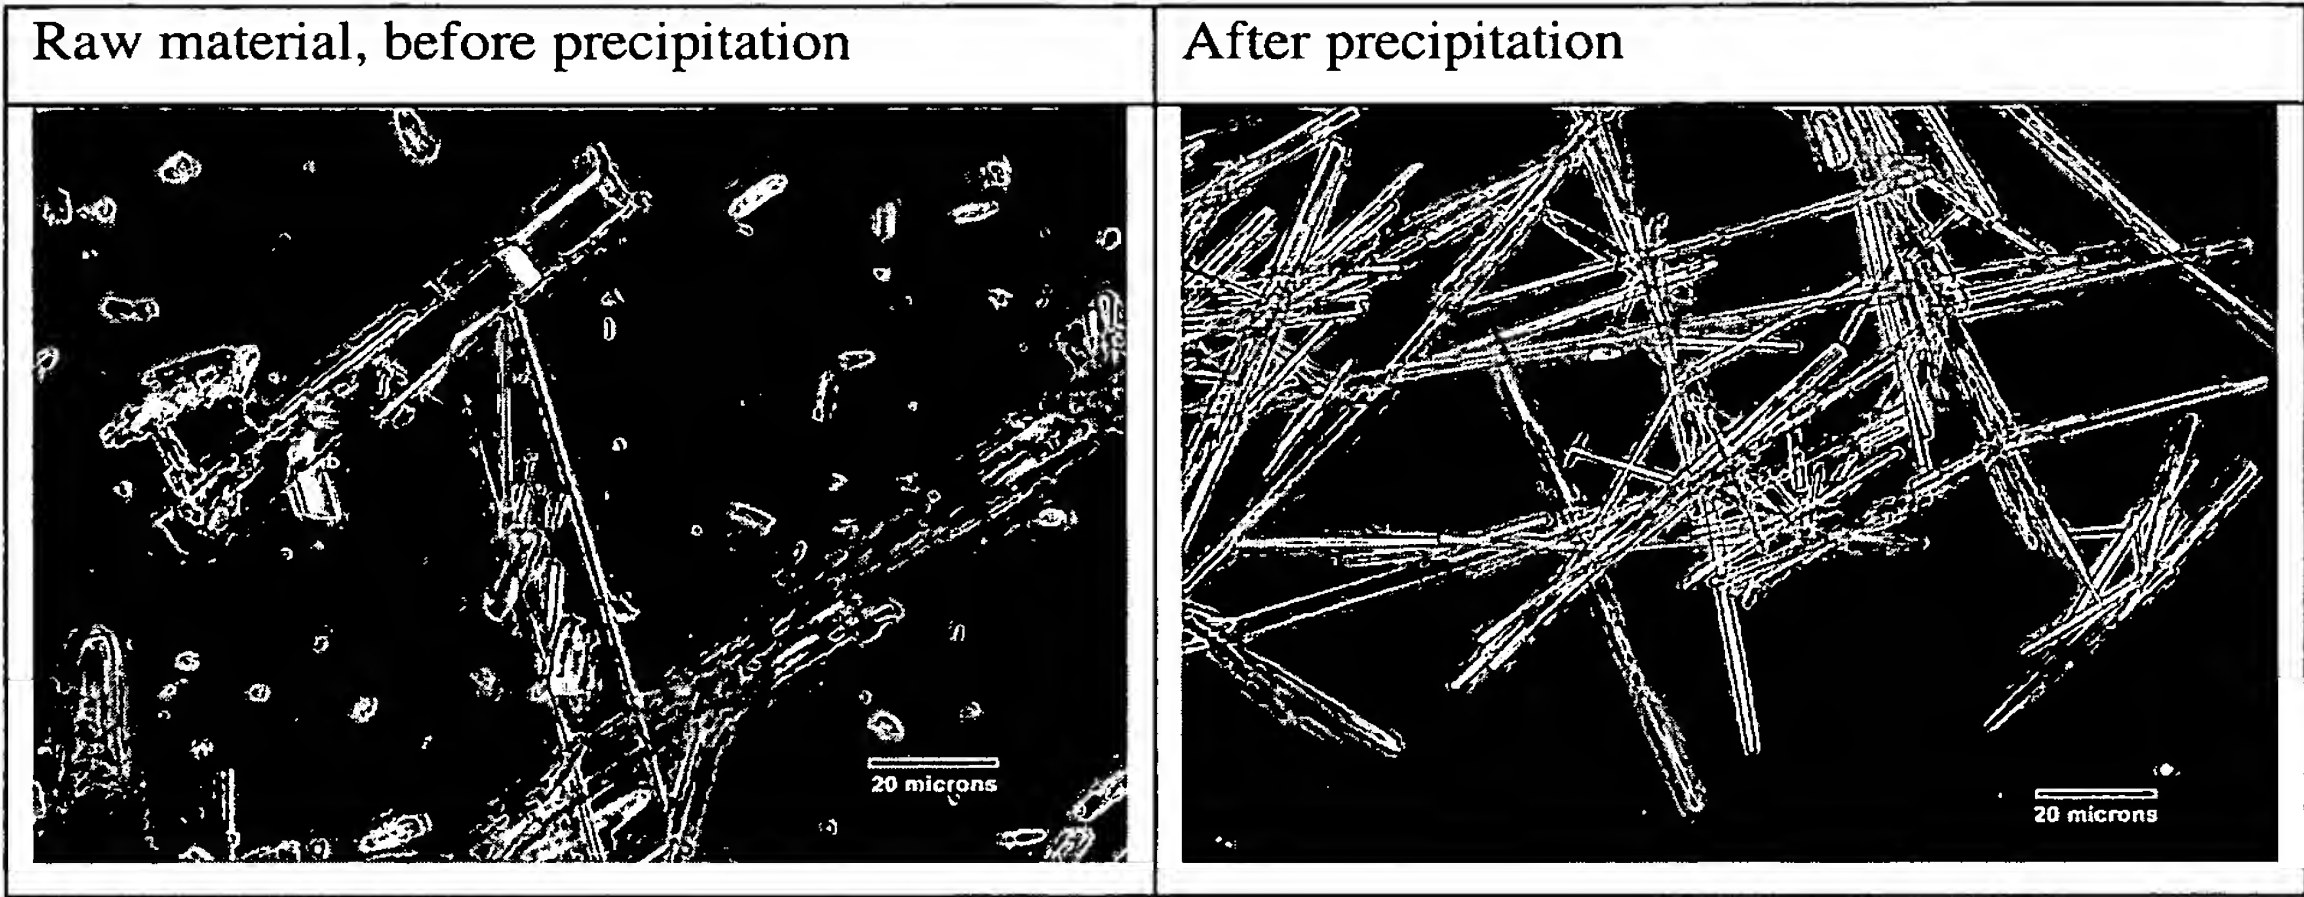 Raw material, before precipitation
After precipitation
20 microns
20 microns